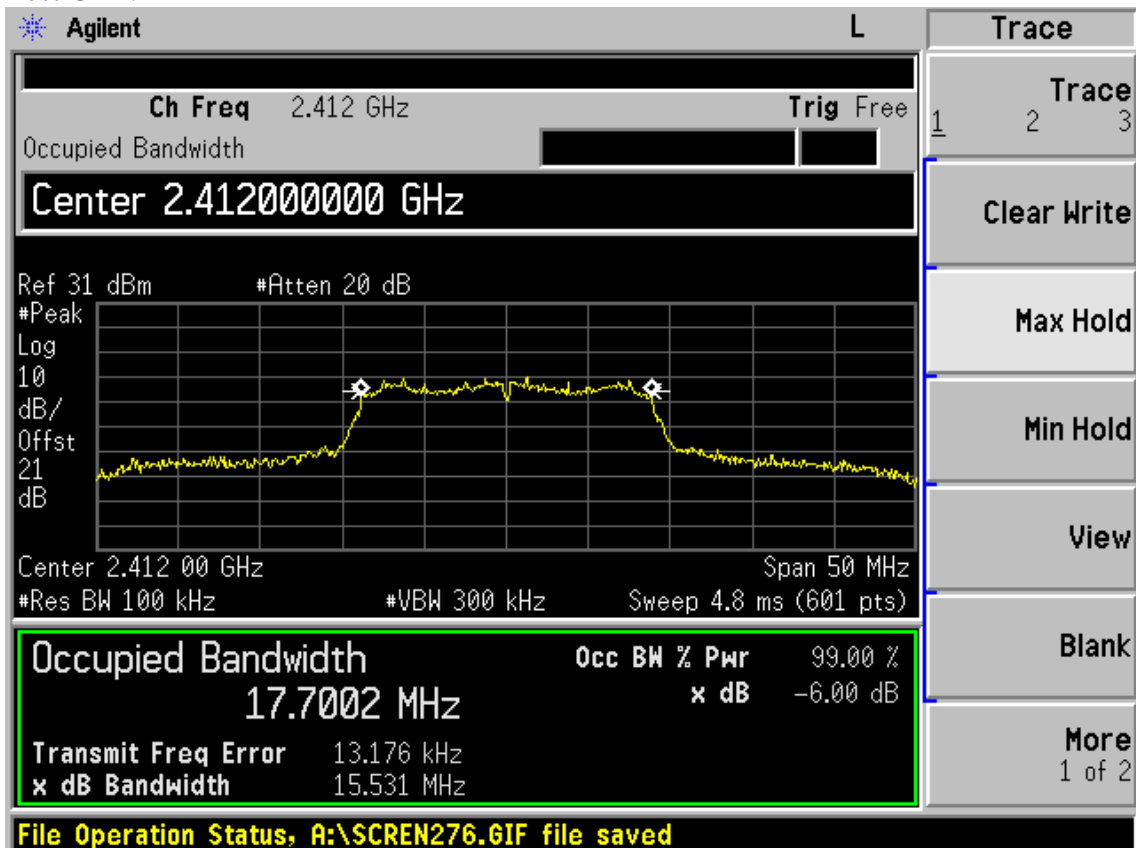 Agilent L
Ch Freq 2.412 GHz Trig Free
Occupied Bandwidth
Center 2.412000000 GHz
Ref 31 dBm #Atten 20 dB
#Peak
Log
10
dB/
Offst
21
dB
Center 2.412 00 GHz Span 50 MHz
#Res BW 100 kHz #VBW 300 kHz Sweep 4.8 ms (601 pts)
Occupied Bandwidth Occ BW % Pwr 99.00 %
17.7002 MHz x dB -6.00 dB
Transmit Freq Error 13.176 kHz
x dB Bandwidth 15.531 MHz
File Operation Status, A:\SCREN276.GIF file saved
Trace
Trace
1 2 3
Clear Write
Max Hold
Min Hold
View
Blank
More
1 of 2